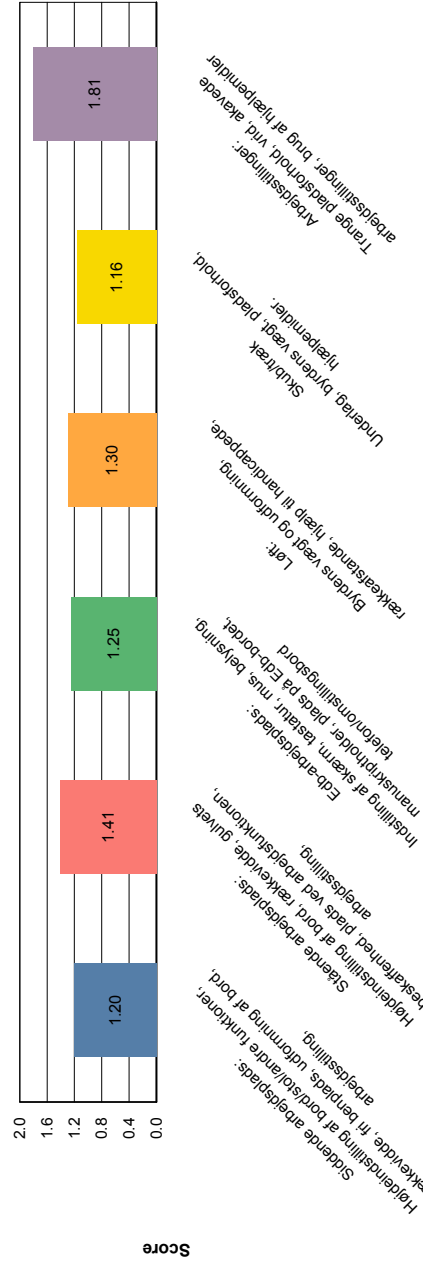 Score
2.0
1.6
1.2
0.8
0.4
0.0
1.20
1.41
1.25
1.30
1.16
1.81
Siddende arbejdsplads:
Højdeindstilling af bord/stol/andre funktioner,
fri benplads, udformning af bord,
arbejdsstilling,
Stående arbejdsplads:
Højdeindstilling af bord, rækkevidde, gulvets
beskaffenhed, plads ved arbejdsfunktionen,
arbejdsstilling,
Edb-arbejdsplads:
Indstilling af skærm, tastatur, mus, belysning,
manuskriptholder, plads på Edb-bordet,
telefon/omstillingsbord
Løft:
Byrdens vægt og udformning,
rækkeafstande, hjælp til handicappede,
Skub/træk
Underlag, byrdens vægt, pladsforhold,
hjælpemidler.
Arbejdsstillinger:
Trange pladsforhold, vrid, akavede
arbejdsstillinger, brug af hjælpemidler